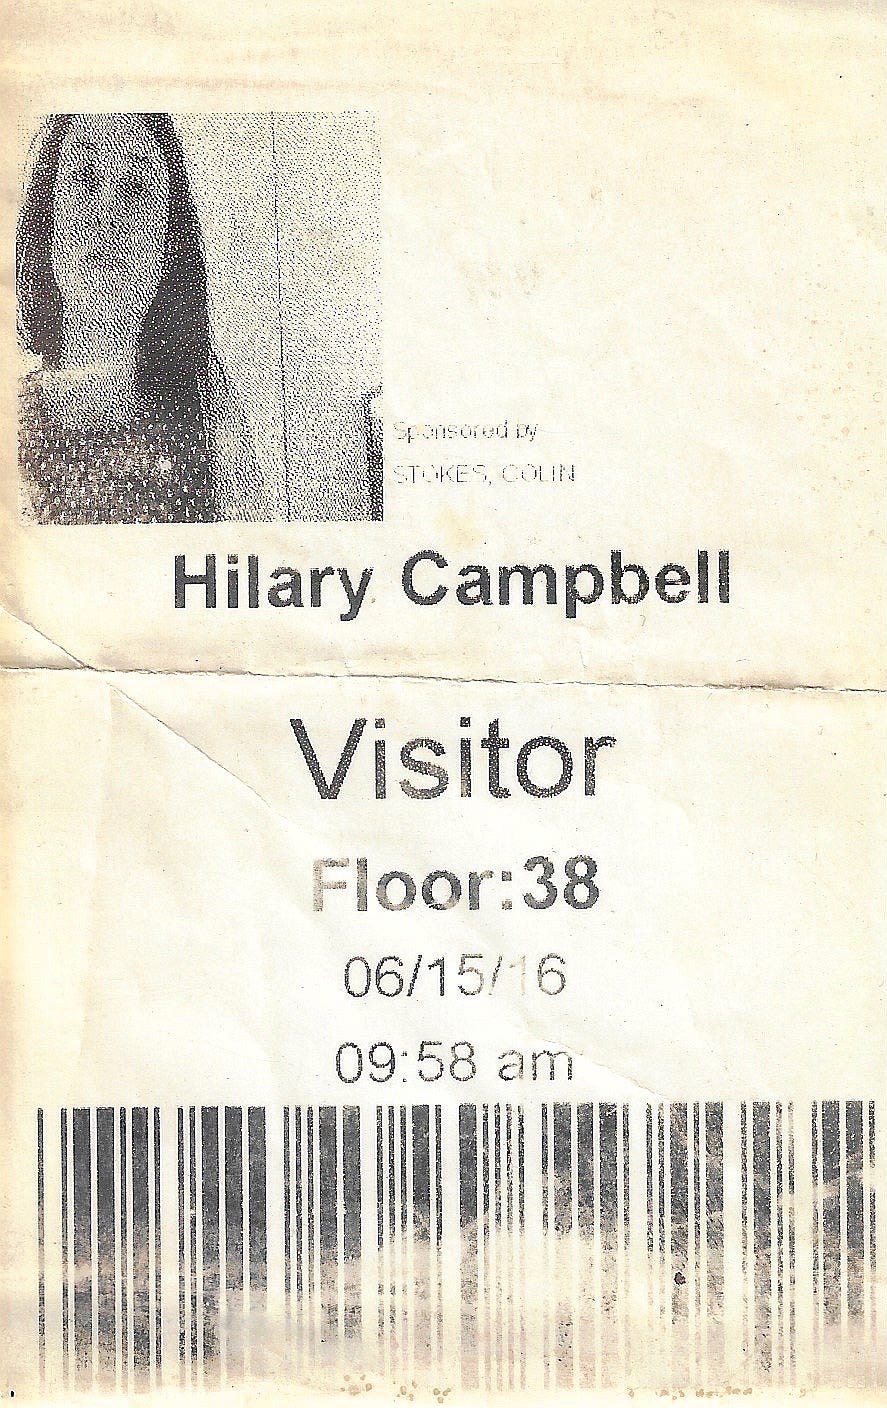 Sponsored by
STOKES, COLIN
Hilary Campbell
Visitor
Floor:38
06/15/16
09:58 am